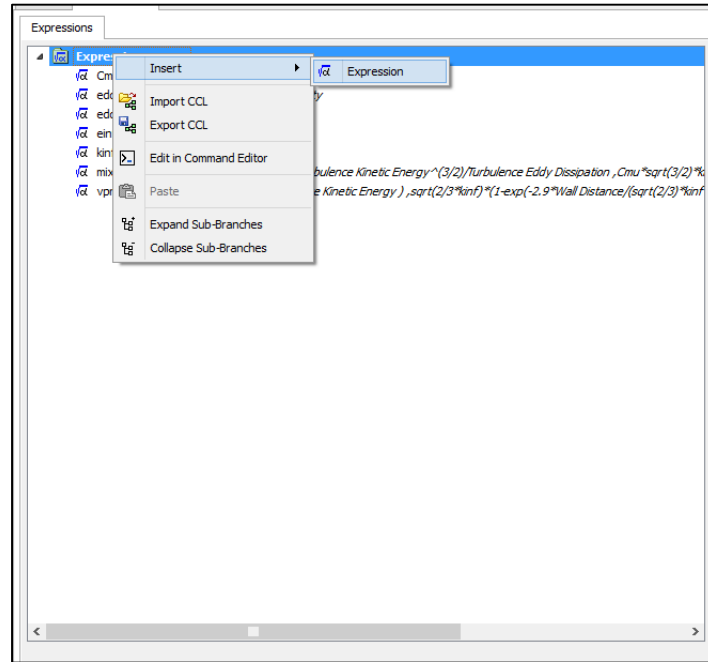 Expressions
Expres
Insert
Expression
Cm
edd
Import CCL
ty
edd
Export CCL
ein
kin
Edit in Command Editor
mix
bulence Kinetic Energy^(3/2)/Turbulence Eddy Dissipation ,Cmu*sqrt(3/2)*k
vpr
Paste
e Kinetic Energy ) ,sqrt(2/3*kinf)*(1-exp(-2.9*Wall Distance/(sqrt(2/3)*kinf
Expand Sub-Branches
Collapse Sub-Branches